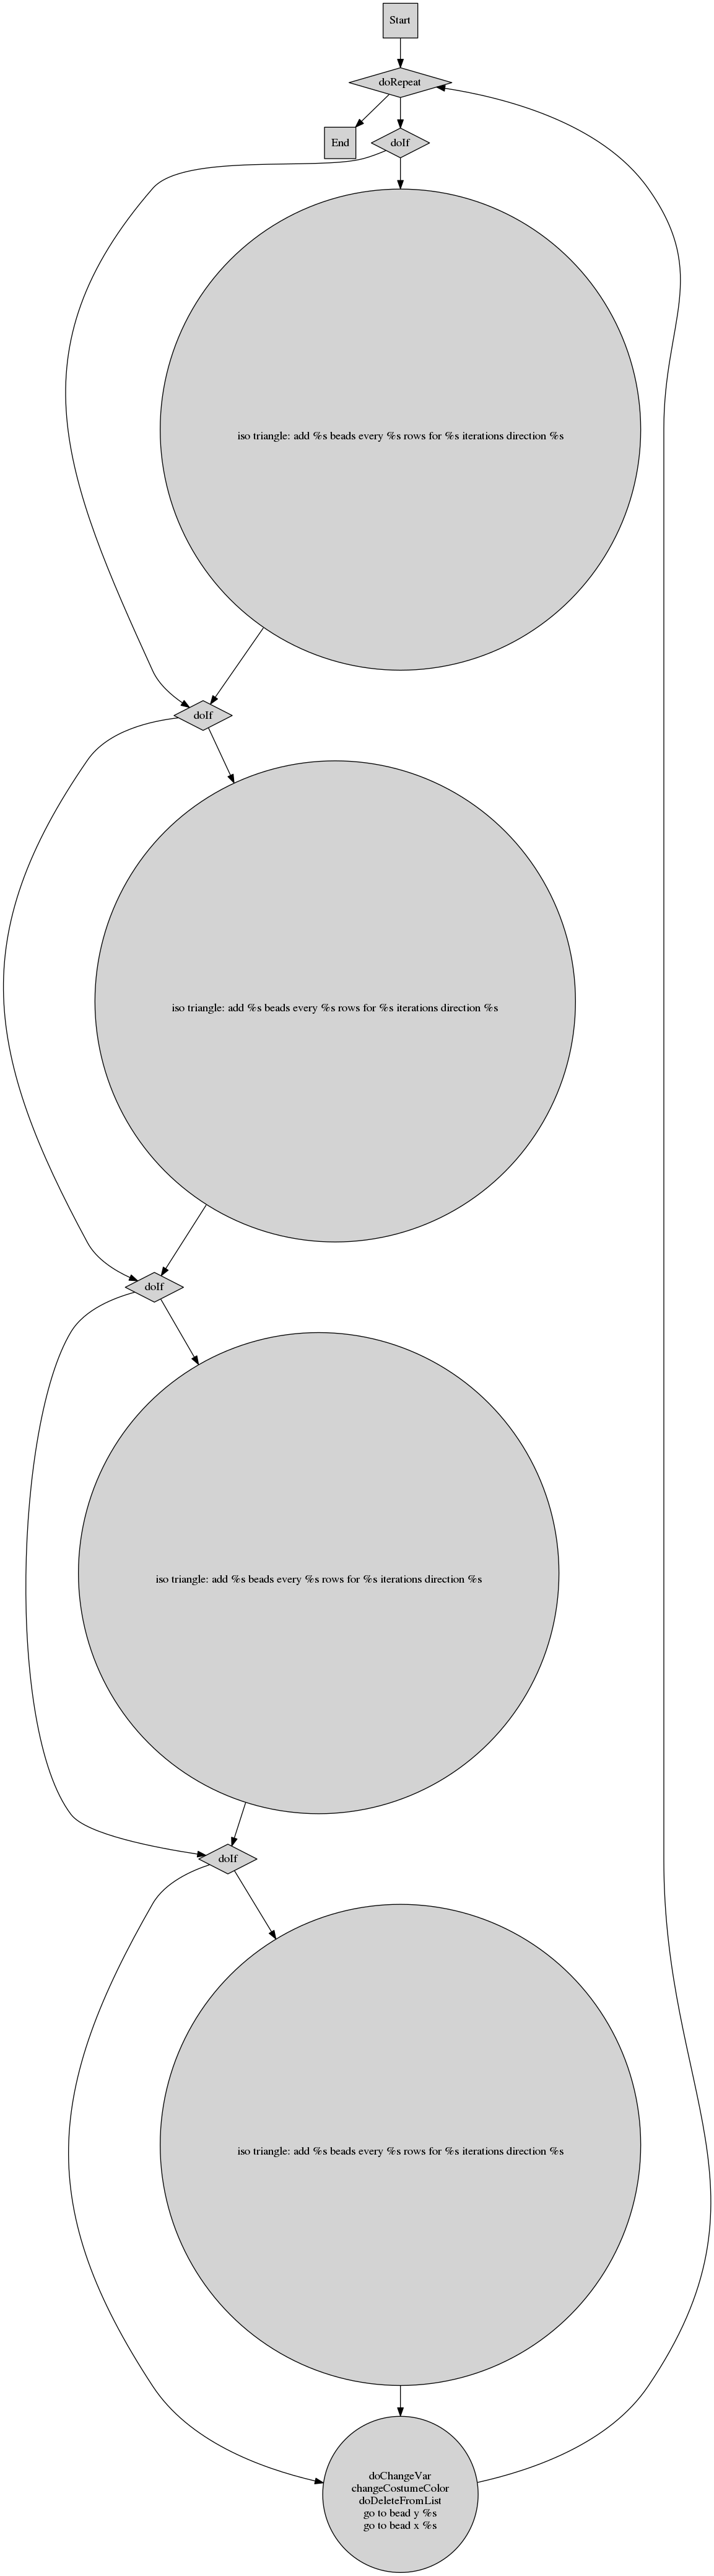 Start
doRepeat
End
doIf
iso triangle: add %s beads every %s rows for %s iterations direction %s
doIf
iso triangle: add %s beads every %s rows for %s iterations direction %s
doIf
iso triangle: add %s beads every %s rows for %s iterations direction %s
doIf
iso triangle: add %s beads every %s rows for %s iterations direction %s
doChangeVar
changeCostumeColor
doDeleteFromList
go to bead y %s
go to bead x %s